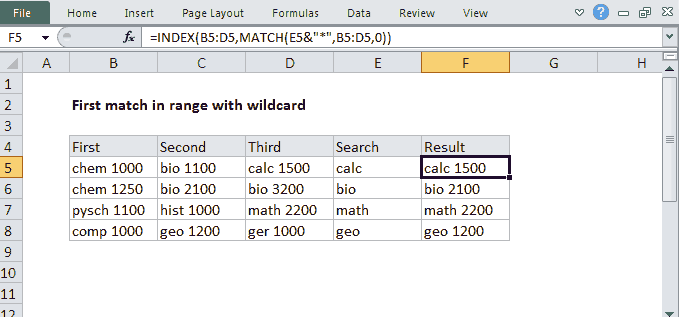 File Home Insert Page Layout Formulas Data Review View
F5 fx =INDEX(B5:D5,MATCH(E5&"*",B5:D5,0))
A B C D E F G H
1
2 First match in range with wildcard
3
4 First Second Third Search Result
5 chem 1000 bio 1100 calc 1500 calc calc 1500
6 chem 1250 bio 2100 bio 3200 bio bio 2100
7 pysch 1100 hist 1000 math 2200 math math 2200
8 comp 1000 geo 1200 ger 1000 geo geo 1200
9
10
11
12